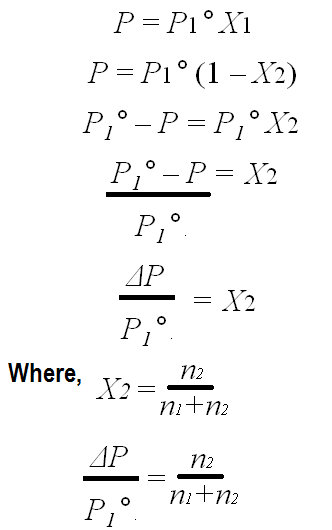 P = P1°X1
P = P1°(1 − X2)
P1° − P = P1°X2
P1° − P = X2
P1°.
ΔP
= X2
P1°.
Where, X2 = n2
n1+n2
ΔP = n2
P1°. n1+n2